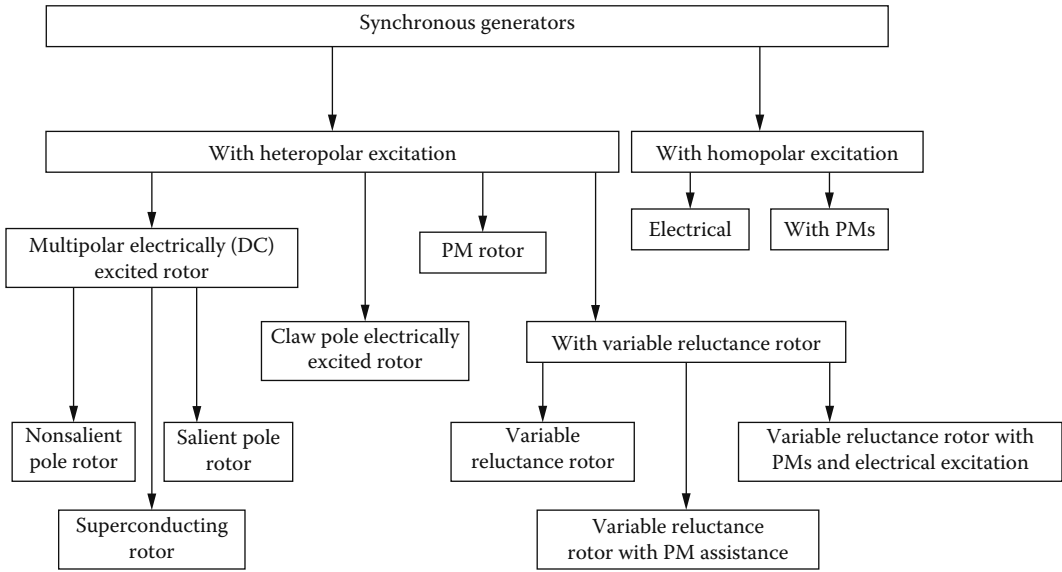 Synchronous generators
With heteropolar excitation
With homopolar excitation
Multipolar electrically (DC)
excited rotor
PM rotor
Electrical
With PMs
Claw pole electrically
excited rotor
With variable reluctance rotor
Nonsalient
pole rotor
Salient pole
rotor
Variable
reluctance rotor
Variable reluctance rotor with
PMs and electrical excitation
Superconducting
rotor
Variable reluctance
rotor with PM assistance